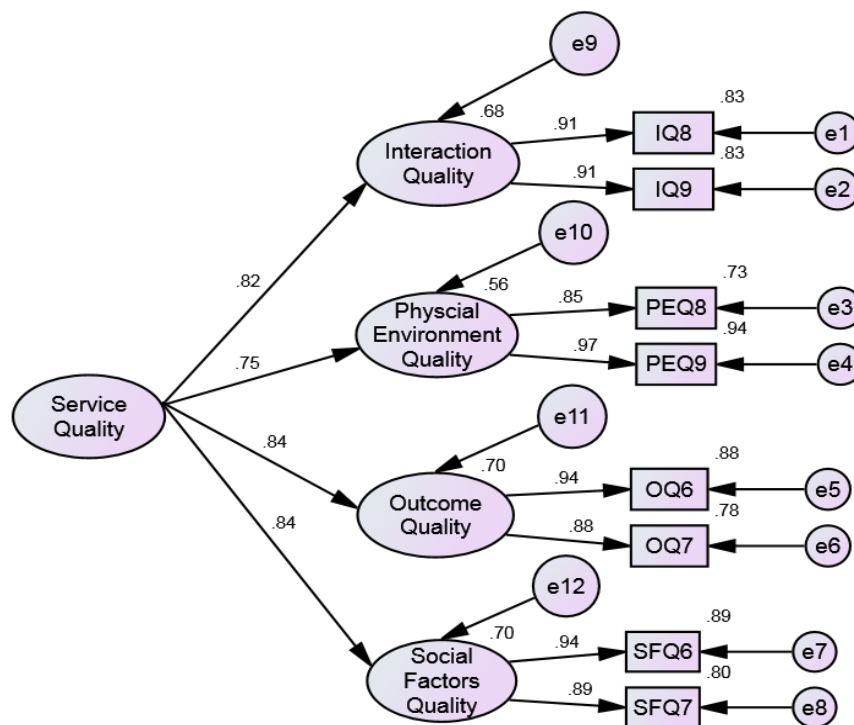 e9
.68
.83
.91
IQ8
e1
Interaction
Quality
.83
.91
IQ9
e2
.82
e10
.56
.73
.85
PEQ8
e3
Physcial
Environment
Quality
.94
.97
PEQ9
e4
.75
Service
Quality
e11
.84
.70
.88
.94
OQ6
e5
Outcome
Quality
.78
.88
OQ7
e6
.84
e12
.70
.89
.94
SFQ6
e7
Social
Factors
Quality
.80
.89
SFQ7
e8